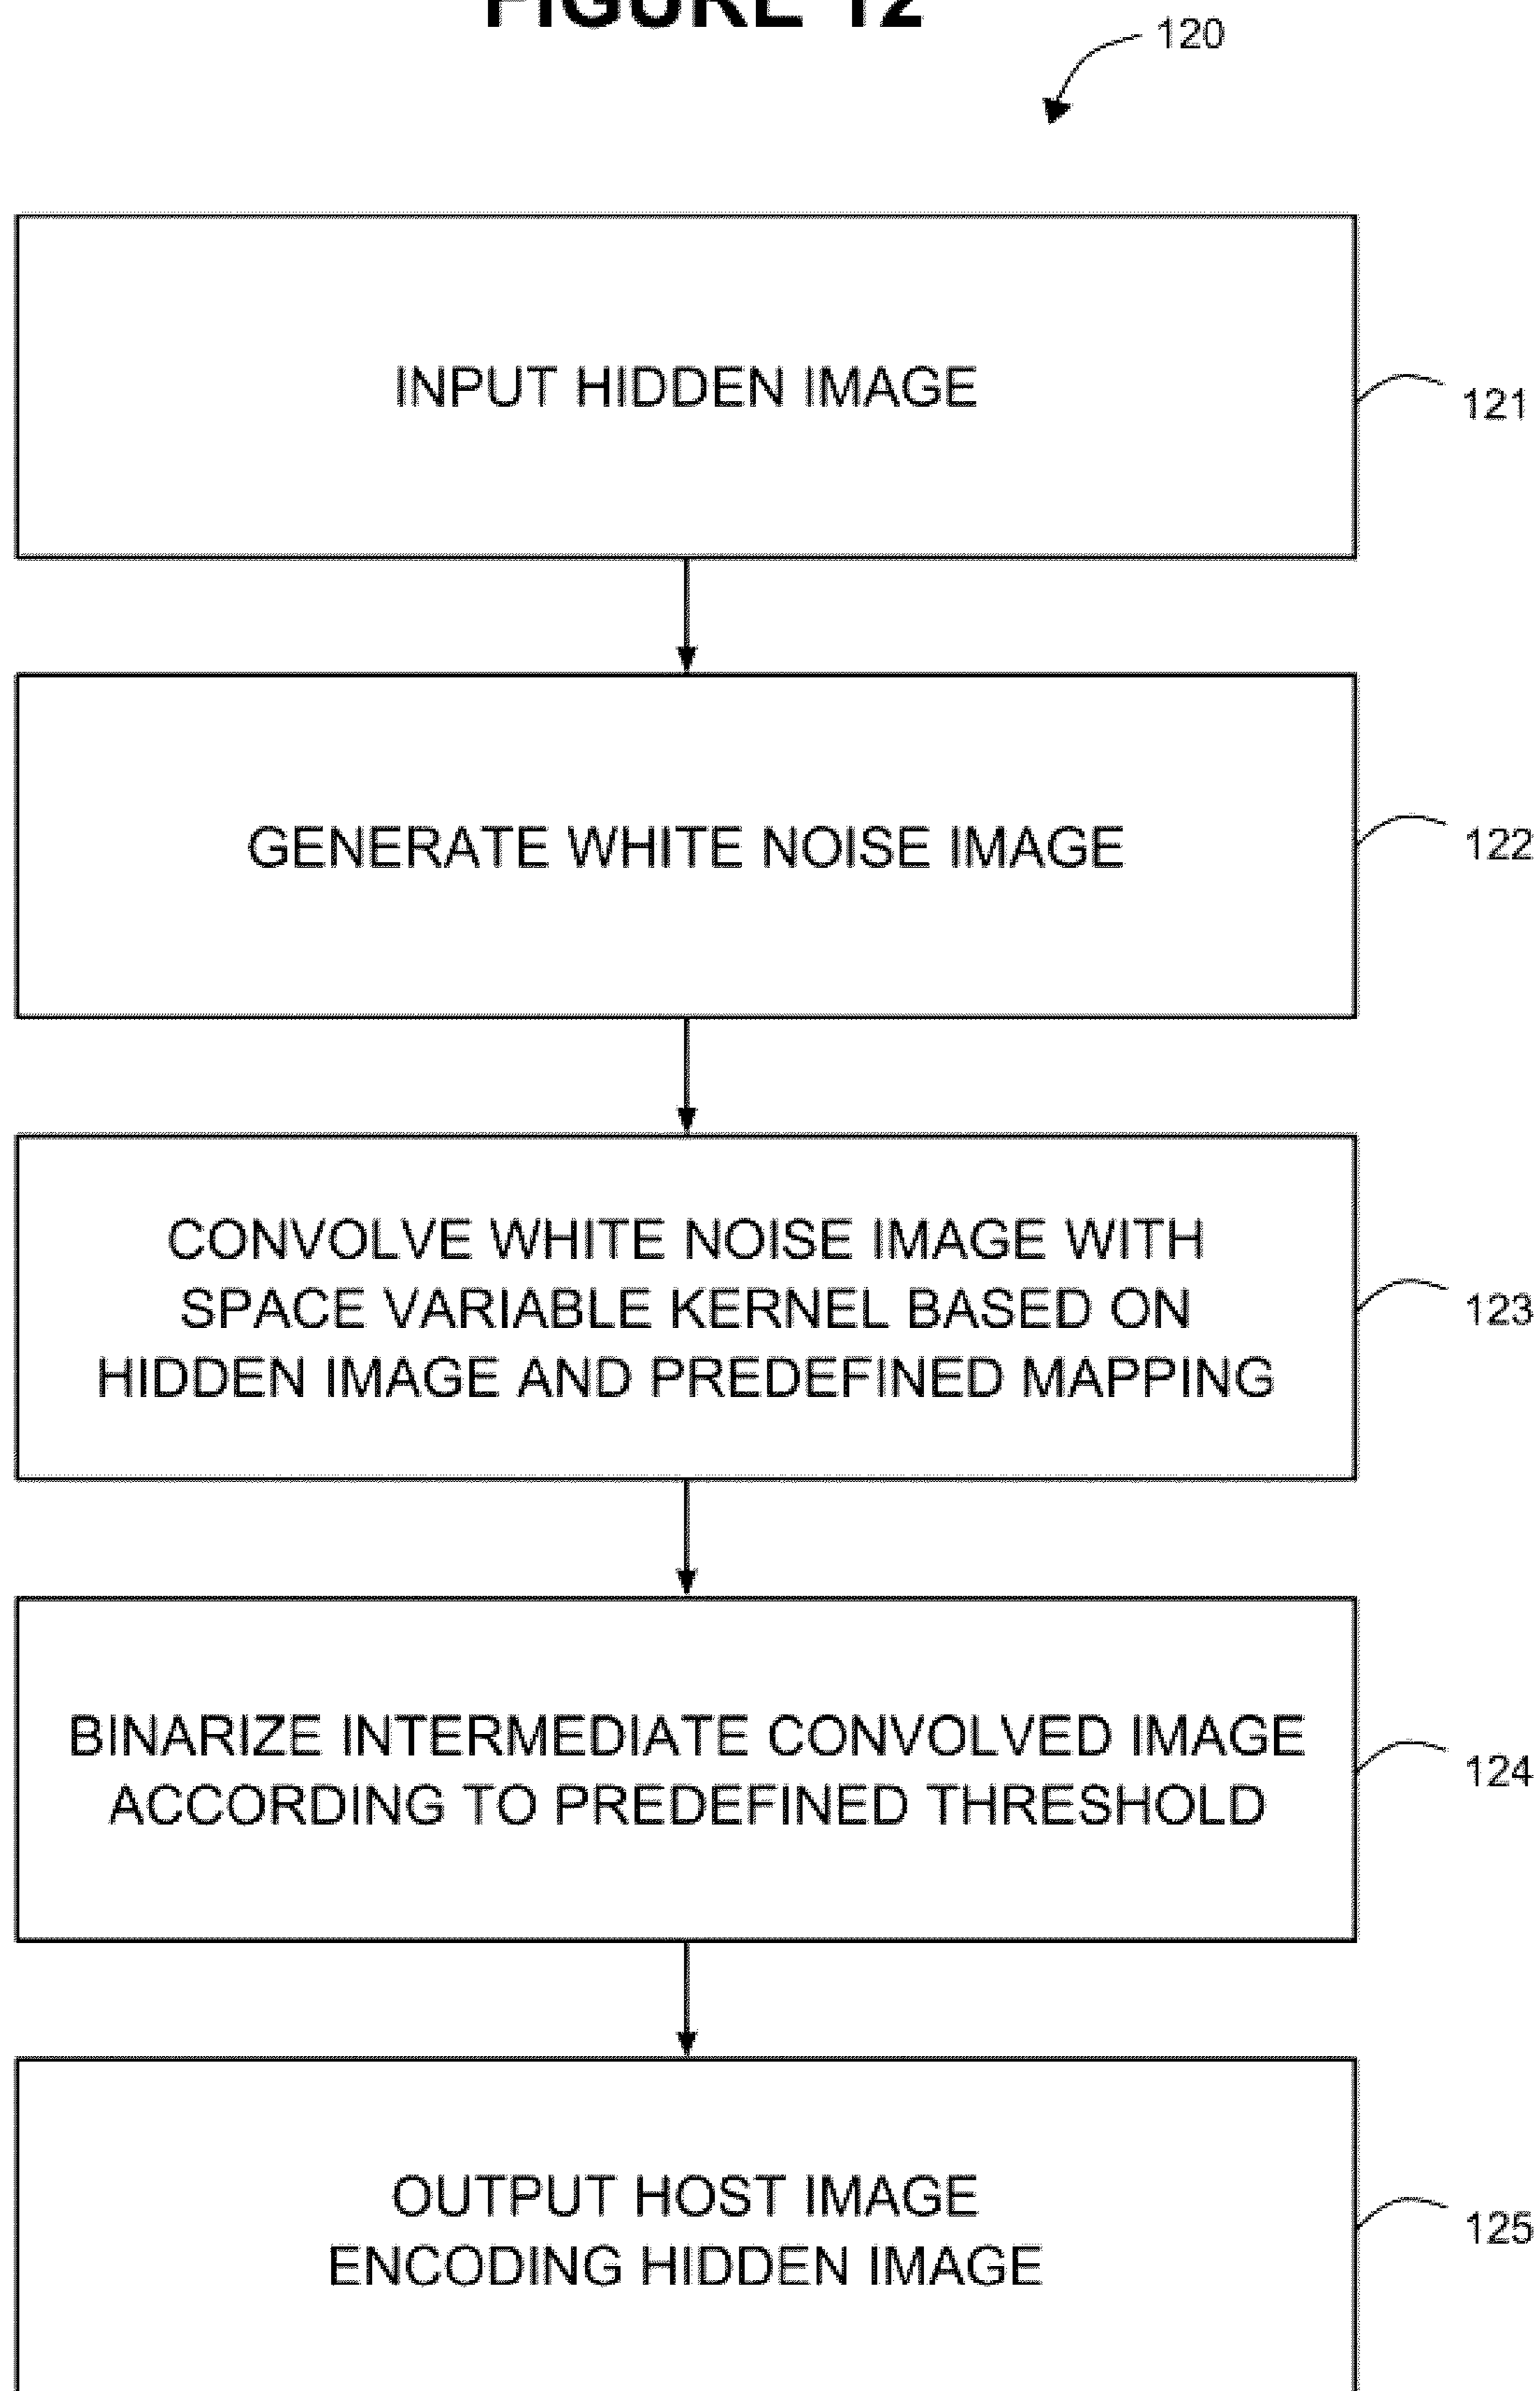 FIGURE 12
120
INPUT HIDDEN IMAGE
121
GENERATE WHITE NOISE IMAGE
122
CONVOLVE WHITE NOISE IMAGE WITH
SPACE VARIABLE KERNEL BASED ON
HIDDEN IMAGE AND PREDEFINED MAPPING
123
BINARIZE INTERMEDIATE CONVOLVED IMAGE
ACCORDING TO PREDEFINED THRESHOLD
124
OUTPUT HOST IMAGE
ENCODING HIDDEN IMAGE
125